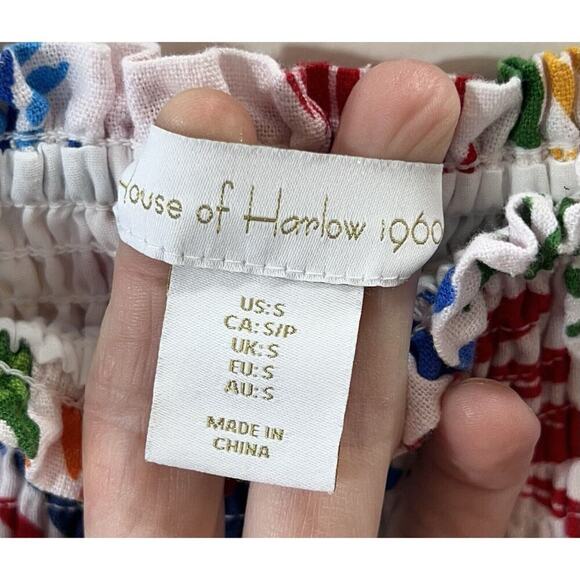 House of Harlow 1960
US: S
CA: S/P
UK: S
EU: S
AU: S
MADE IN
CHINA